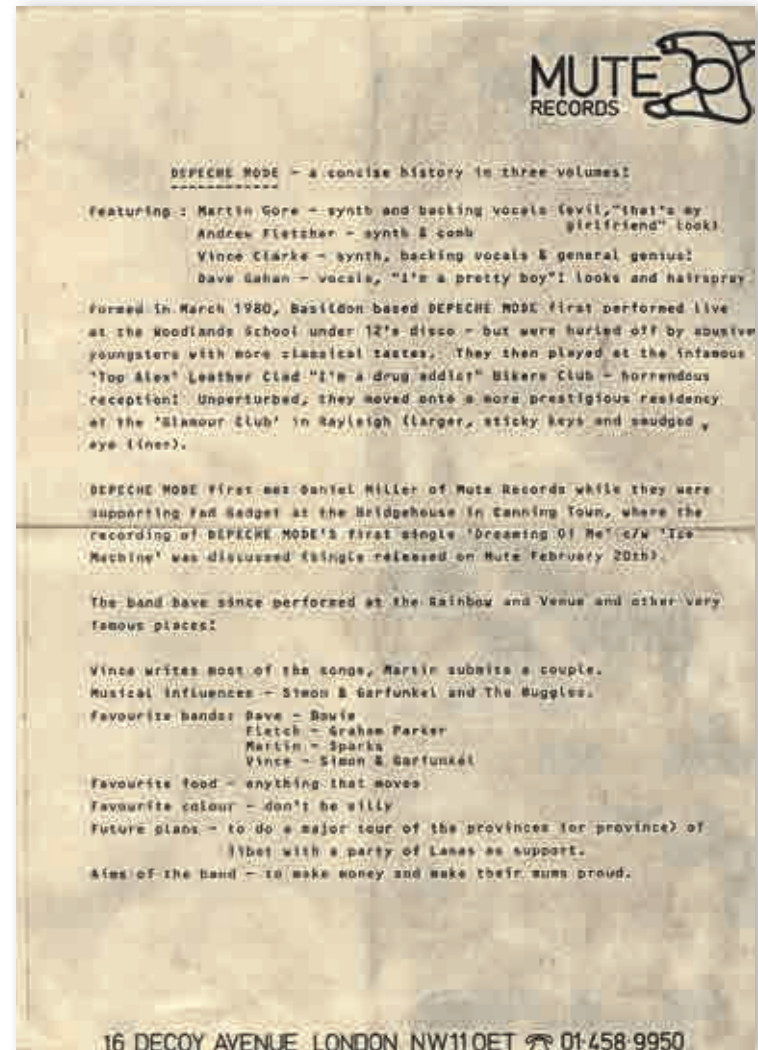 MUTE
RECORDS
DEPECHE MODE - a concise history in three volumes!
Featuring : Martin Gore - synth and backing vocals (evil,"that's my
girlfriend" look)
Andrew Fletcher - synth & comb
Vince Clarke - synth, backing vocals & general genius!
Dave Gahan - vocals, "I'm a pretty boy"! looks and hairspray
Formed in March 1980, Basildon based DEPECHE MODE first performed live
at the Woodlands School under 12's disco - but were hurled off by abusive
youngsters with more classical tastes. They then played at the infamous
'Top Alex' Leather Clad "I'm a drug addict" Bikers Club - horrendous
reception! Unperturbed, they moved onto a more prestigious residency
at the 'Glamour Club' in Rayleigh (larger, sticky keys and smudged
eye liner).
DEPECHE MODE first met Daniel Miller of Mute Records while they were
supporting Fad Gadget at the Bridgehouse in Canning Town, where the
recording of DEPECHE MODE'S first single 'Dreaming Of Me' c/w 'Ice
Machine' was discussed (single released on Mute February 20th).
The band have since performed at the Rainbow and Venue and other very
famous places!
Vince writes most of the songs, Martin submits a couple.
Musical influences - Simon & Garfunkel and The Buggles.
Favourite bands: Dave - Bowie
Fletch - Graham Parker
Martin - Sparks
Vince - Simon & Garfunkel
Favourite food - anything that moves
Favourite colour - don't be silly
Future plans - to do a major tour of the provinces (or province) of
Tibet with a party of Lamas as support.
Aims of the band - to make money and make their mums proud.
16 DECOY AVENUE LONDON NW11 0ET ☎ 01·458·9950